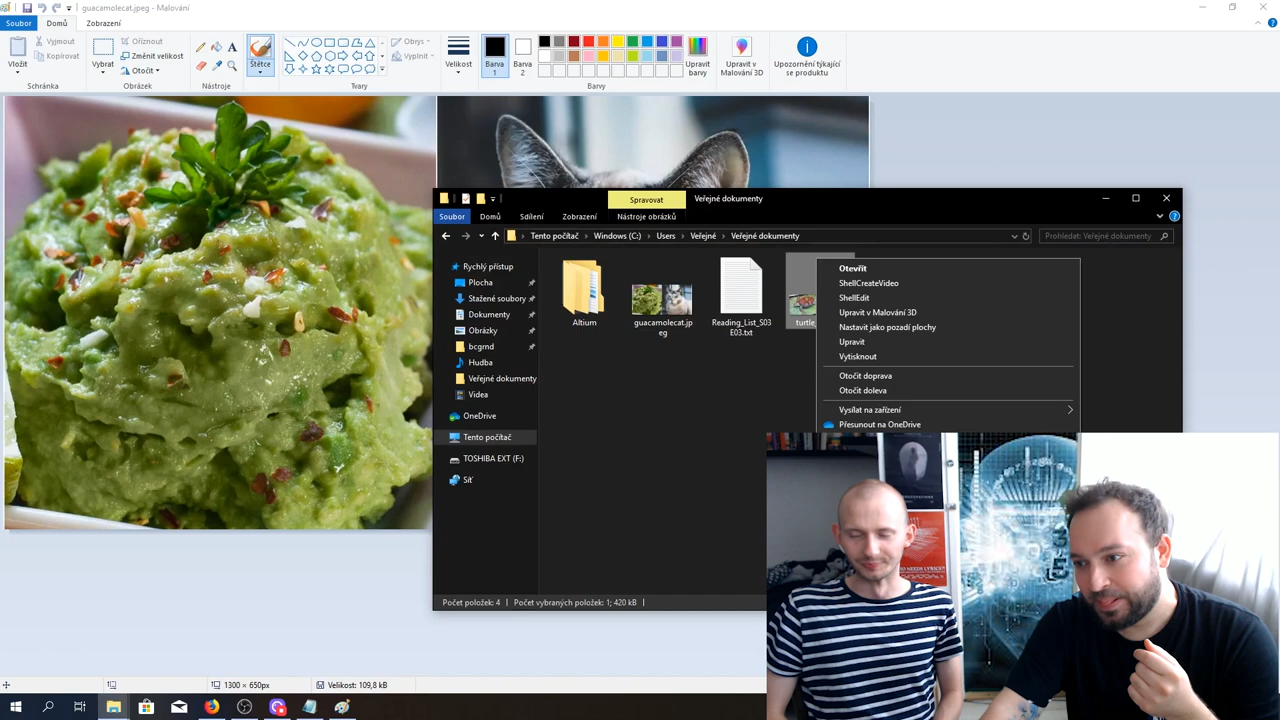 guacamolecat.jpeg - Malování
Soubor
Domů
Zobrazení
Vložit
Vyjmout
Kopírovat
Schránka
Vybrat
Oříznout
Změnit velikost
Otočit
Obrázek
A
Nástroje
Štětce
Obrys
Výplň
Tvary
Velikost
Barva
1
Barva
2
Upravit
barvy
Barvy
Upravit v
Malování 3D
Upozornění týkající
se produktu
Spravovat
Veřejné dokumenty
Soubor
Domů
Sdílení
Zobrazení
Nástroje obrázků
Tento počítač
Windows (C:)
Users
Veřejné
Veřejné dokumenty
Prohledat: Veřejné dokumenty
Rychlý přístup
Plocha
Stažené soubory
Dokumenty
Obrázky
bcgrnd
Hudba
Veřejné dokumenty
Videa
OneDrive
Tento počítač
TOSHIBA EXT (F:)
Síť
Altium
guacamolecat.jp
eg
Reading_List_S03
E03.txt
turtle
Otevřít
ShellCreateVideo
ShellEdit
Upravit v Malování 3D
Nastavit jako pozadí plochy
Upravit
Vytisknout
Otočit doprava
Otočit doleva
Vysílat na zařízení
Přesunout na OneDrive
Počet položek: 4
Počet vybraných položek: 1; 420 kB
1300 × 650px
Velikost: 109,8 kB